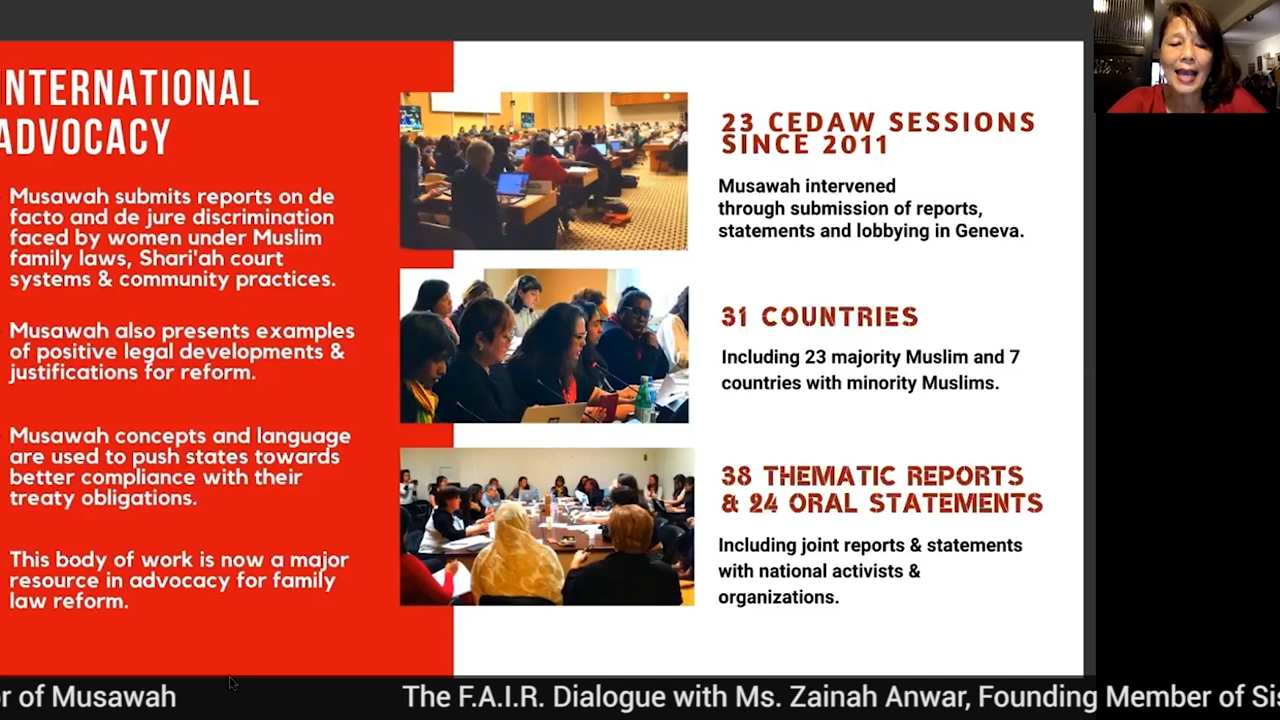 INTERNATIONAL
ADVOCACY
Musawah submits reports on de
facto and de jure discrimination
faced by women under Muslim
family laws, Shari'ah court
systems & community practices.
Musawah also presents examples
of positive legal developments &
justifications for reform.
Musawah concepts and language
are used to push states towards
better compliance with their
treaty obligations.
This body of work is now a major
resource in advocacy for family
law reform.
23 CEDAW SESSIONS
SINCE 2011
Musawah intervened
through submission of reports,
statements and lobbying in Geneva.
31 COUNTRIES
Including 23 majority Muslim and 7
countries with minority Muslims.
38 THEMATIC REPORTS
& 24 ORAL STATEMENTS
Including joint reports & statements
with national activists &
organizations.
or of Musawah
The F.A.I.R. Dialogue with Ms. Zainah Anwar, Founding Member of Sis